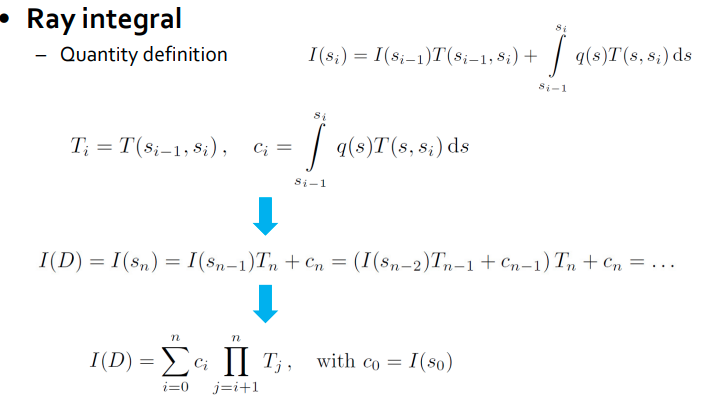 • Ray integral
– Quantity definition
I(s_i) = I(s_{i−1})T(s_{i−1}, s_i) + ∫_{s_{i−1}}^{s_i} q(s)T(s, s_i) ds
T_i = T(s_{i−1}, s_i), c_i = ∫_{s_{i−1}}^{s_i} q(s)T(s, s_i) ds
I(D) = I(s_n) = I(s_{n−1})T_n + c_n = (I(s_{n−2})T_{n−1} + c_{n−1}) T_n + c_n = ...
I(D) = ∑_{i=0}^{n} c_i ∏_{j=i+1}^{n} T_j, with c_0 = I(s_0)